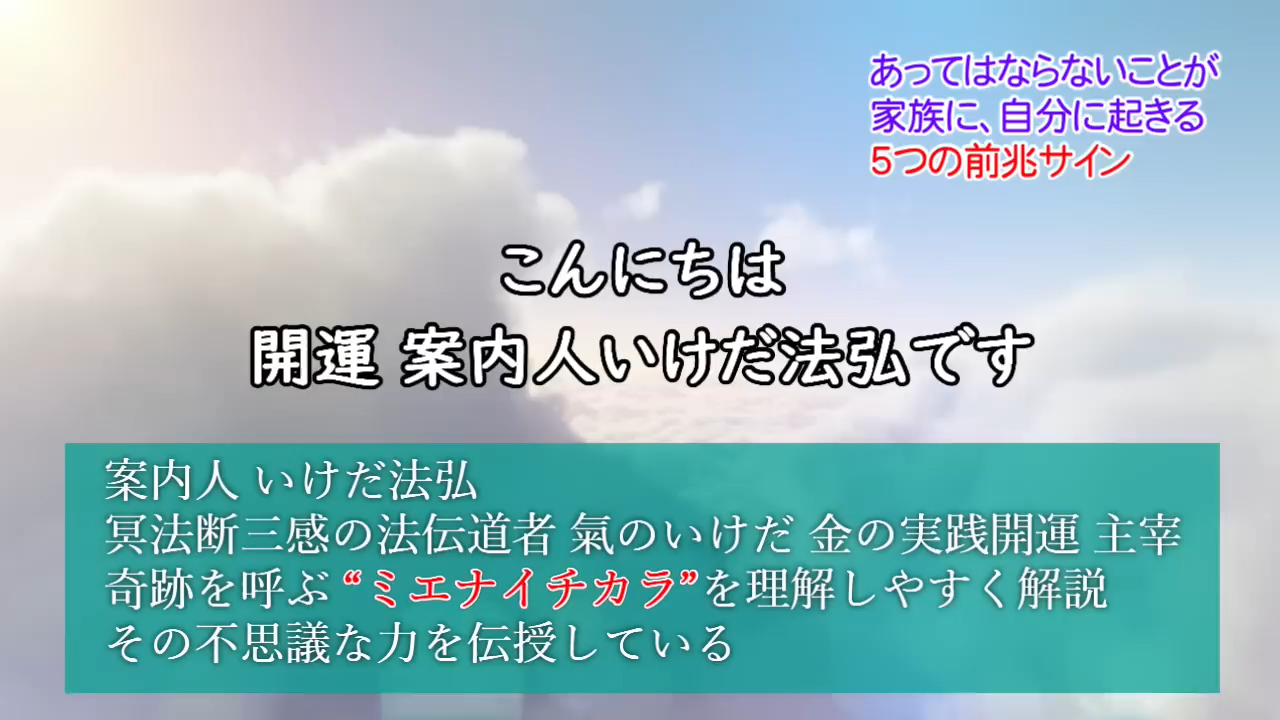 あってはならないことが
家族に、自分に起きる
5つの前兆サイン
こんにちは
開運 案内人いけだ法弘です
案内人 いけだ法弘
冥法断三感の法伝道者 氣のいけだ 金の実践開運 主宰
奇跡を呼ぶ“ミエナイチカラ”を理解しやすく解説
その不思議な力を伝授している